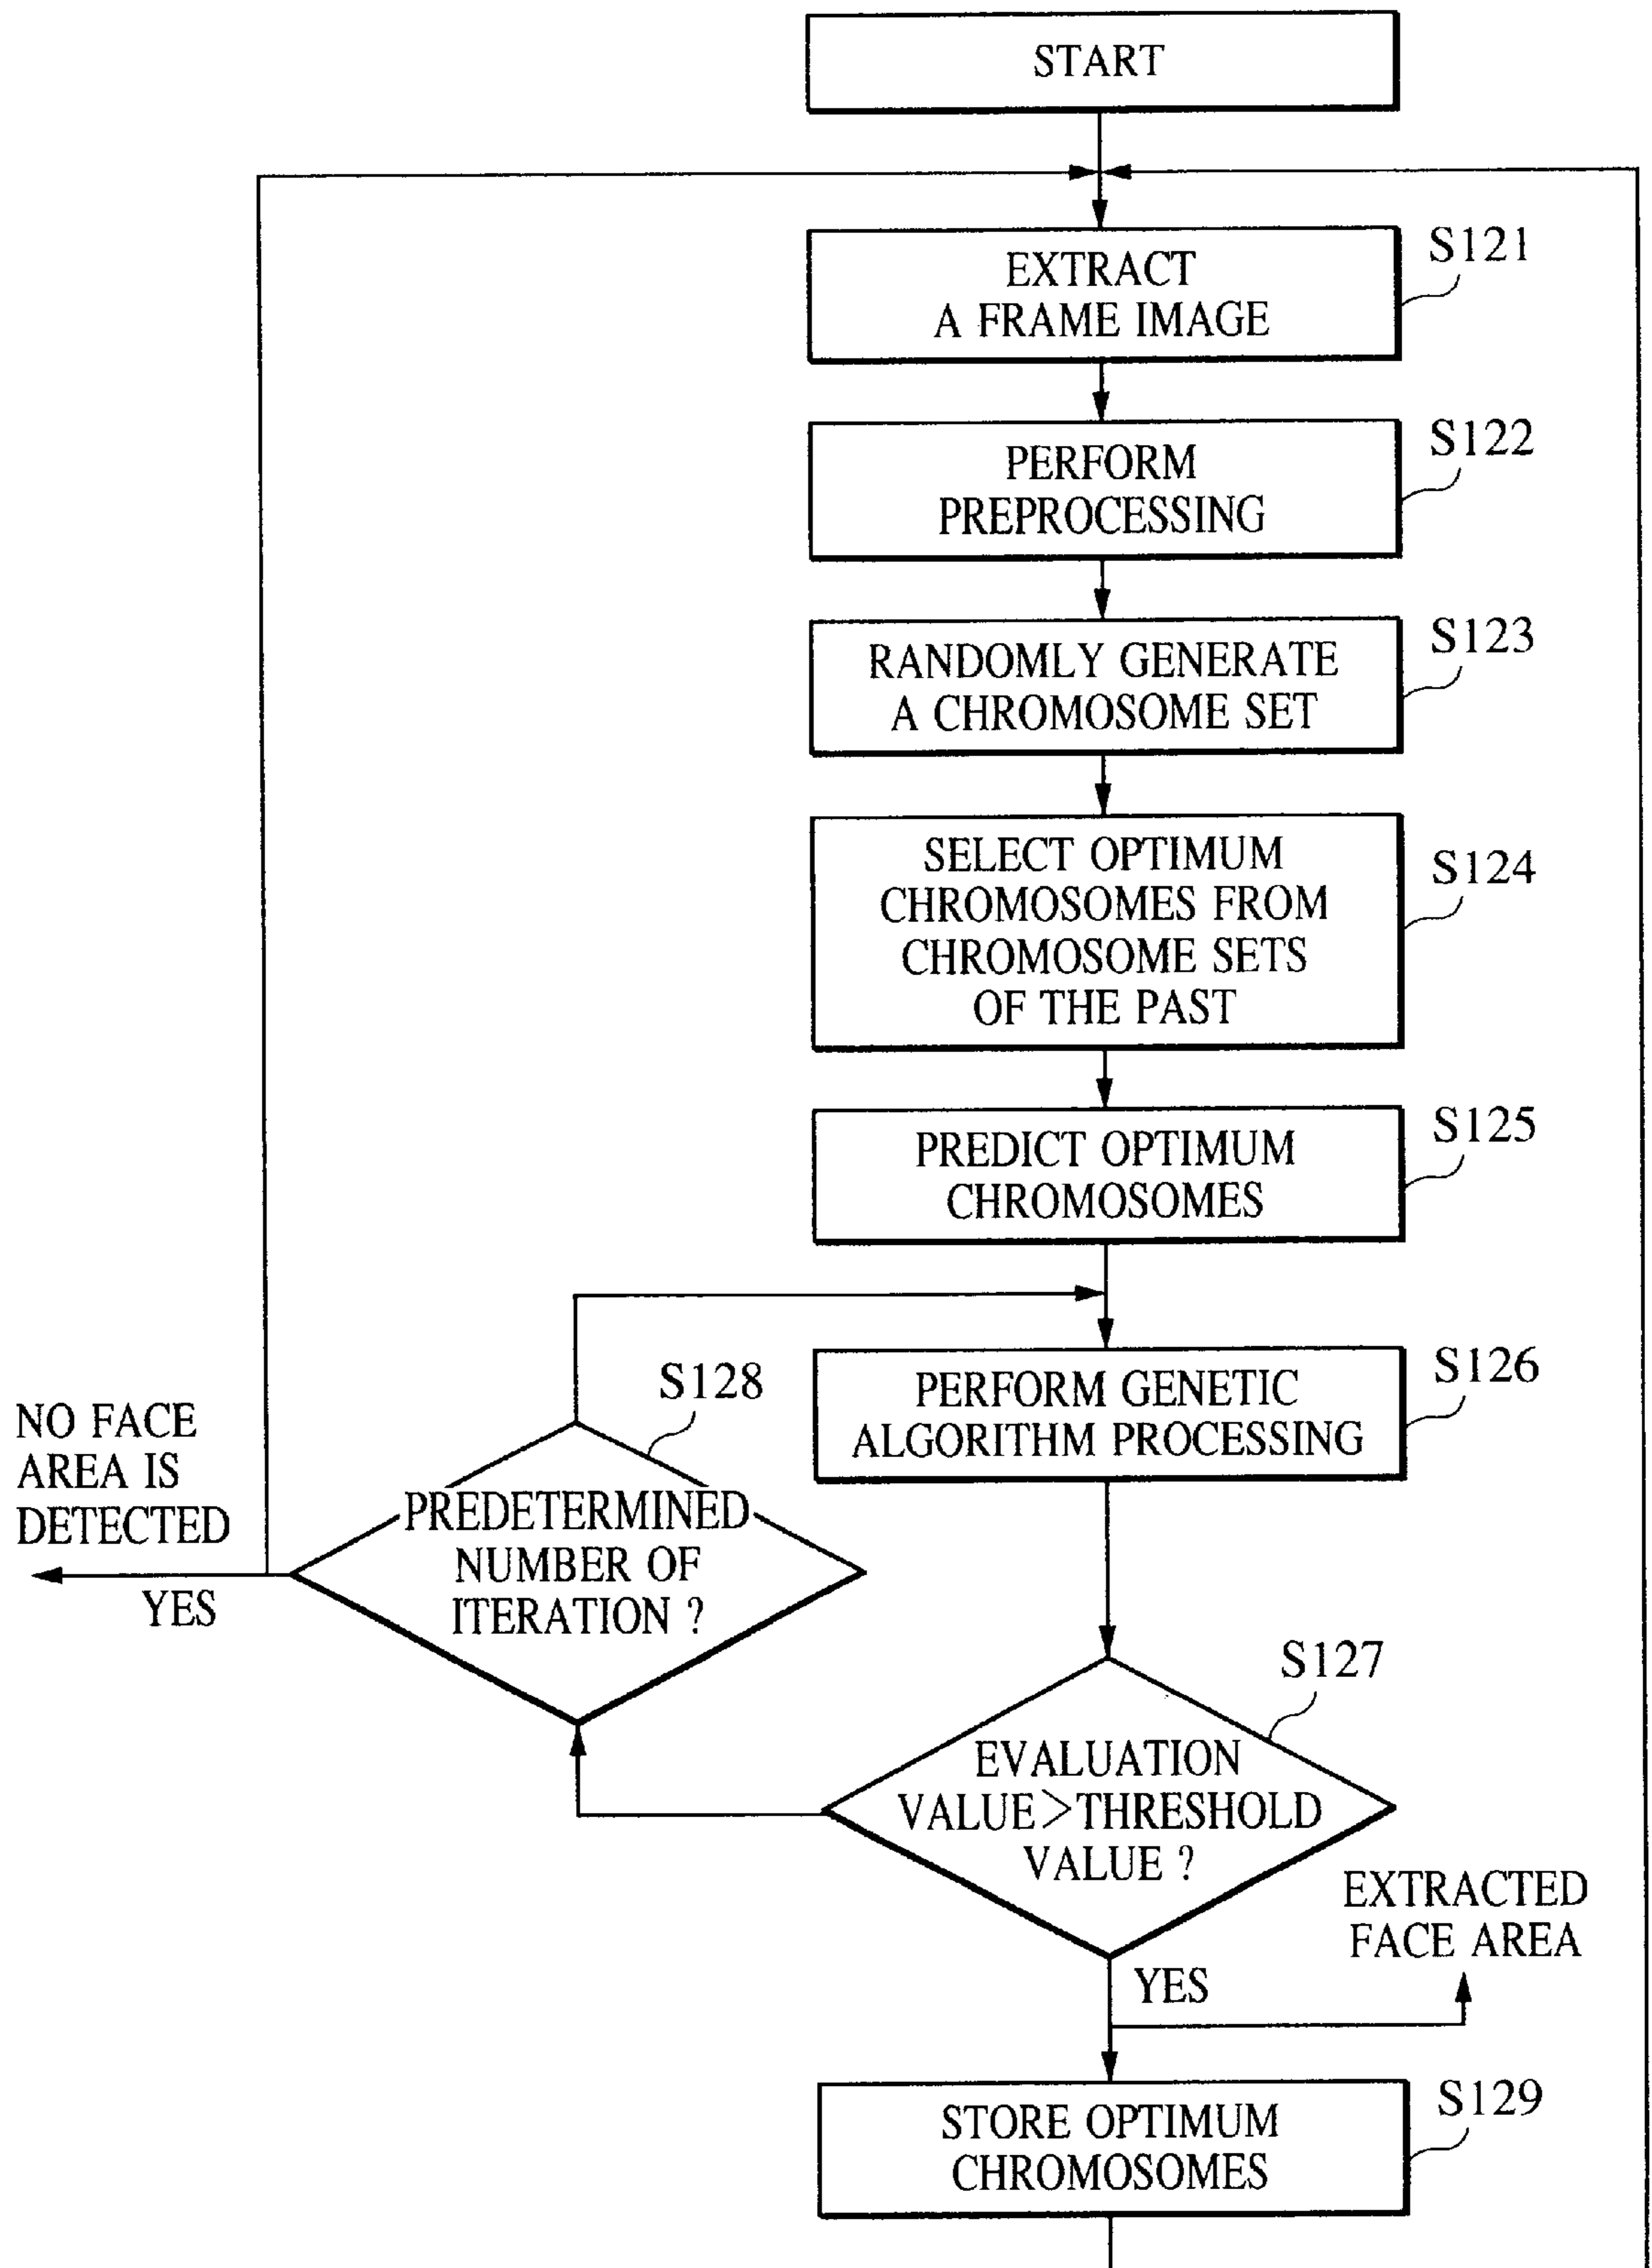 START
S121
EXTRACT
A FRAME IMAGE
S122
PERFORM
PREPROCESSING
S123
RANDOMLY GENERATE
A CHROMOSOME SET
S124
SELECT OPTIMUM
CHROMOSOMES FROM
CHROMOSOME SETS
OF THE PAST
S125
PREDICT OPTIMUM
CHROMOSOMES
S126
PERFORM GENETIC
ALGORITHM PROCESSING
S128
PREDETERMINED
NUMBER OF
ITERATION ?
NO FACE
AREA IS
DETECTED
YES
S127
EVALUATION
VALUE>THRESHOLD
VALUE ?
YES
EXTRACTED
FACE AREA
S129
STORE OPTIMUM
CHROMOSOMES